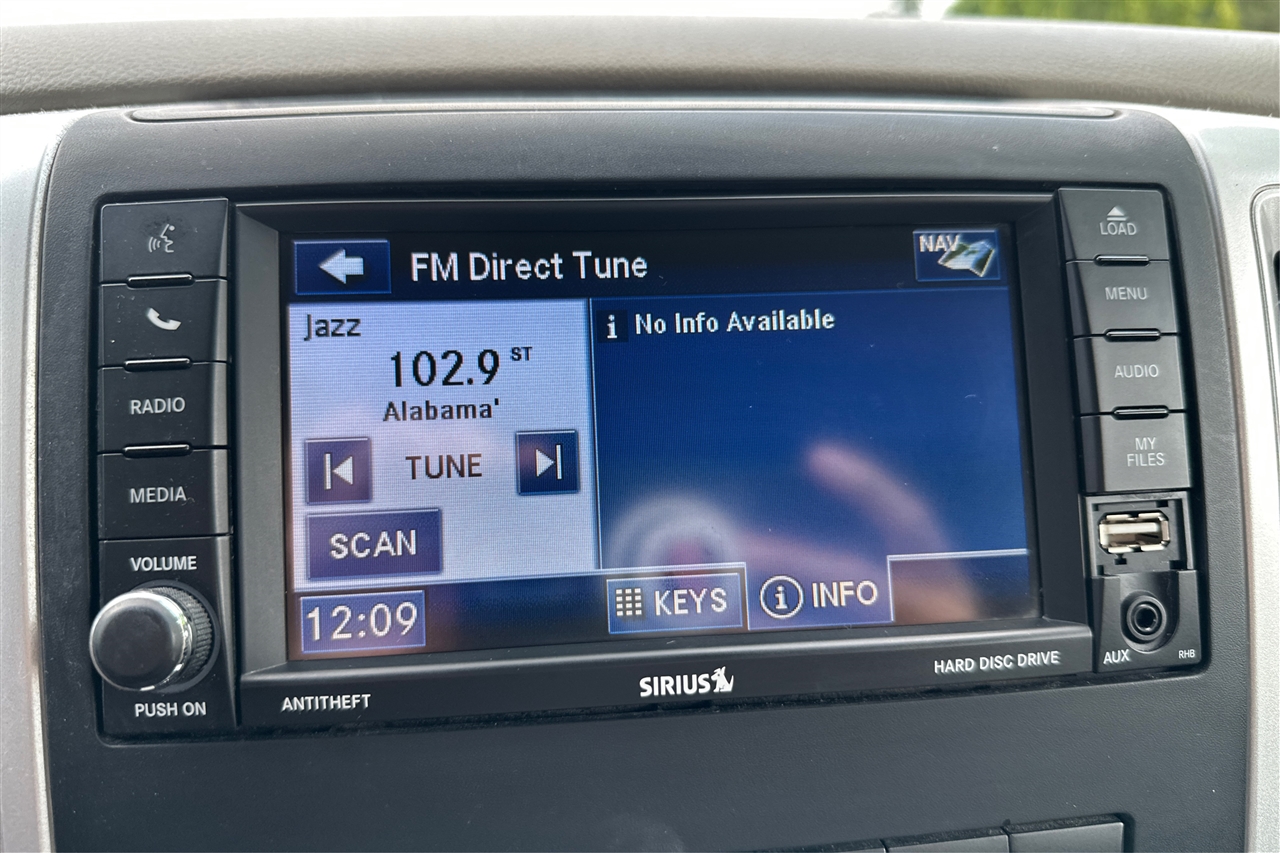 FM Direct Tune
NAV
Jazz
102.9 ST
Alabama'
TUNE
SCAN
12:09
i No Info Available
KEYS
i INFO
RADIO
MEDIA
VOLUME
PUSH ON
ANTITHEFT
SIRIUS
HARD DISC DRIVE
LOAD
MENU
AUDIO
MY
FILES
AUX
RHB